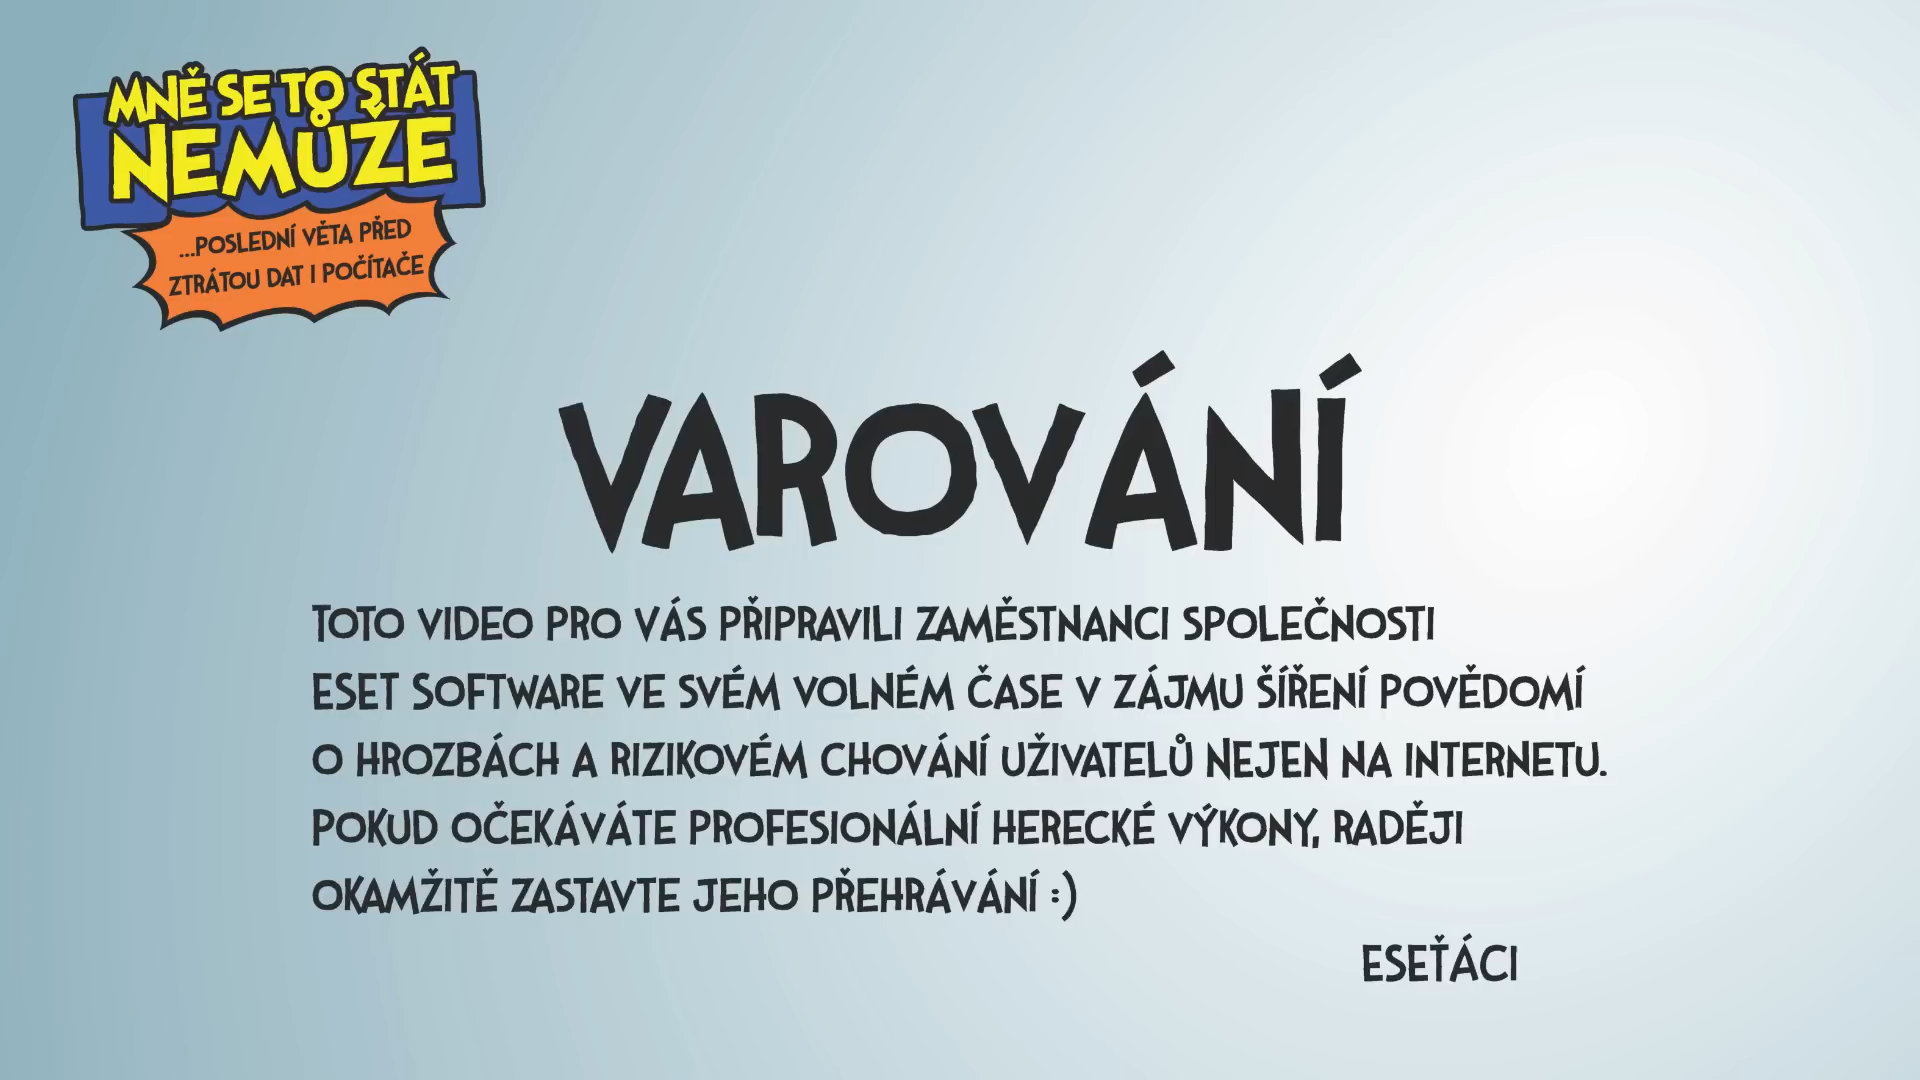 MNĚ SE TO STÁT
NEMŮŽE
...POSLEDNÍ VĚTA PŘED
ZTRÁTOU DAT I POČÍTAČE
VAROVÁNÍ
TOTO VIDEO PRO VÁS PŘIPRAVILI ZAMĚSTNANCI SPOLEČNOSTI
ESET SOFTWARE VE SVÉM VOLNÉM ČASE V ZÁJMU ŠÍŘENÍ POVĚDOMÍ
O HROZBÁCH A RIZIKOVÉM CHOVÁNÍ UŽIVATELŮ NEJEN NA INTERNETU.
POKUD OČEKÁVÁTE PROFESIONÁLNÍ HERECKÉ VÝKONY, RADĚJI
OKAMŽITĚ ZASTAVTE JEHO PŘEHRÁVÁNÍ :)
ESEŤÁCI